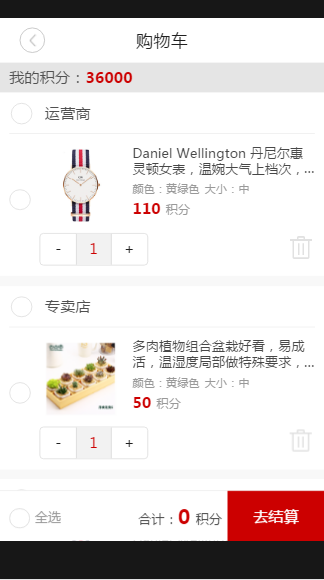 购物车
我的积分：36000
运营商
Daniel Wellington 丹尼尔惠
灵顿女表，温婉大气上档次，...
颜色：黄绿色 大小：中
110 积分
- 1 +
专卖店
多肉植物组合盆栽好看，易成
活，温湿度局部做特殊要求，...
颜色：黄绿色 大小：中
50 积分
- 1 +
全选
合计：0 积分
去结算